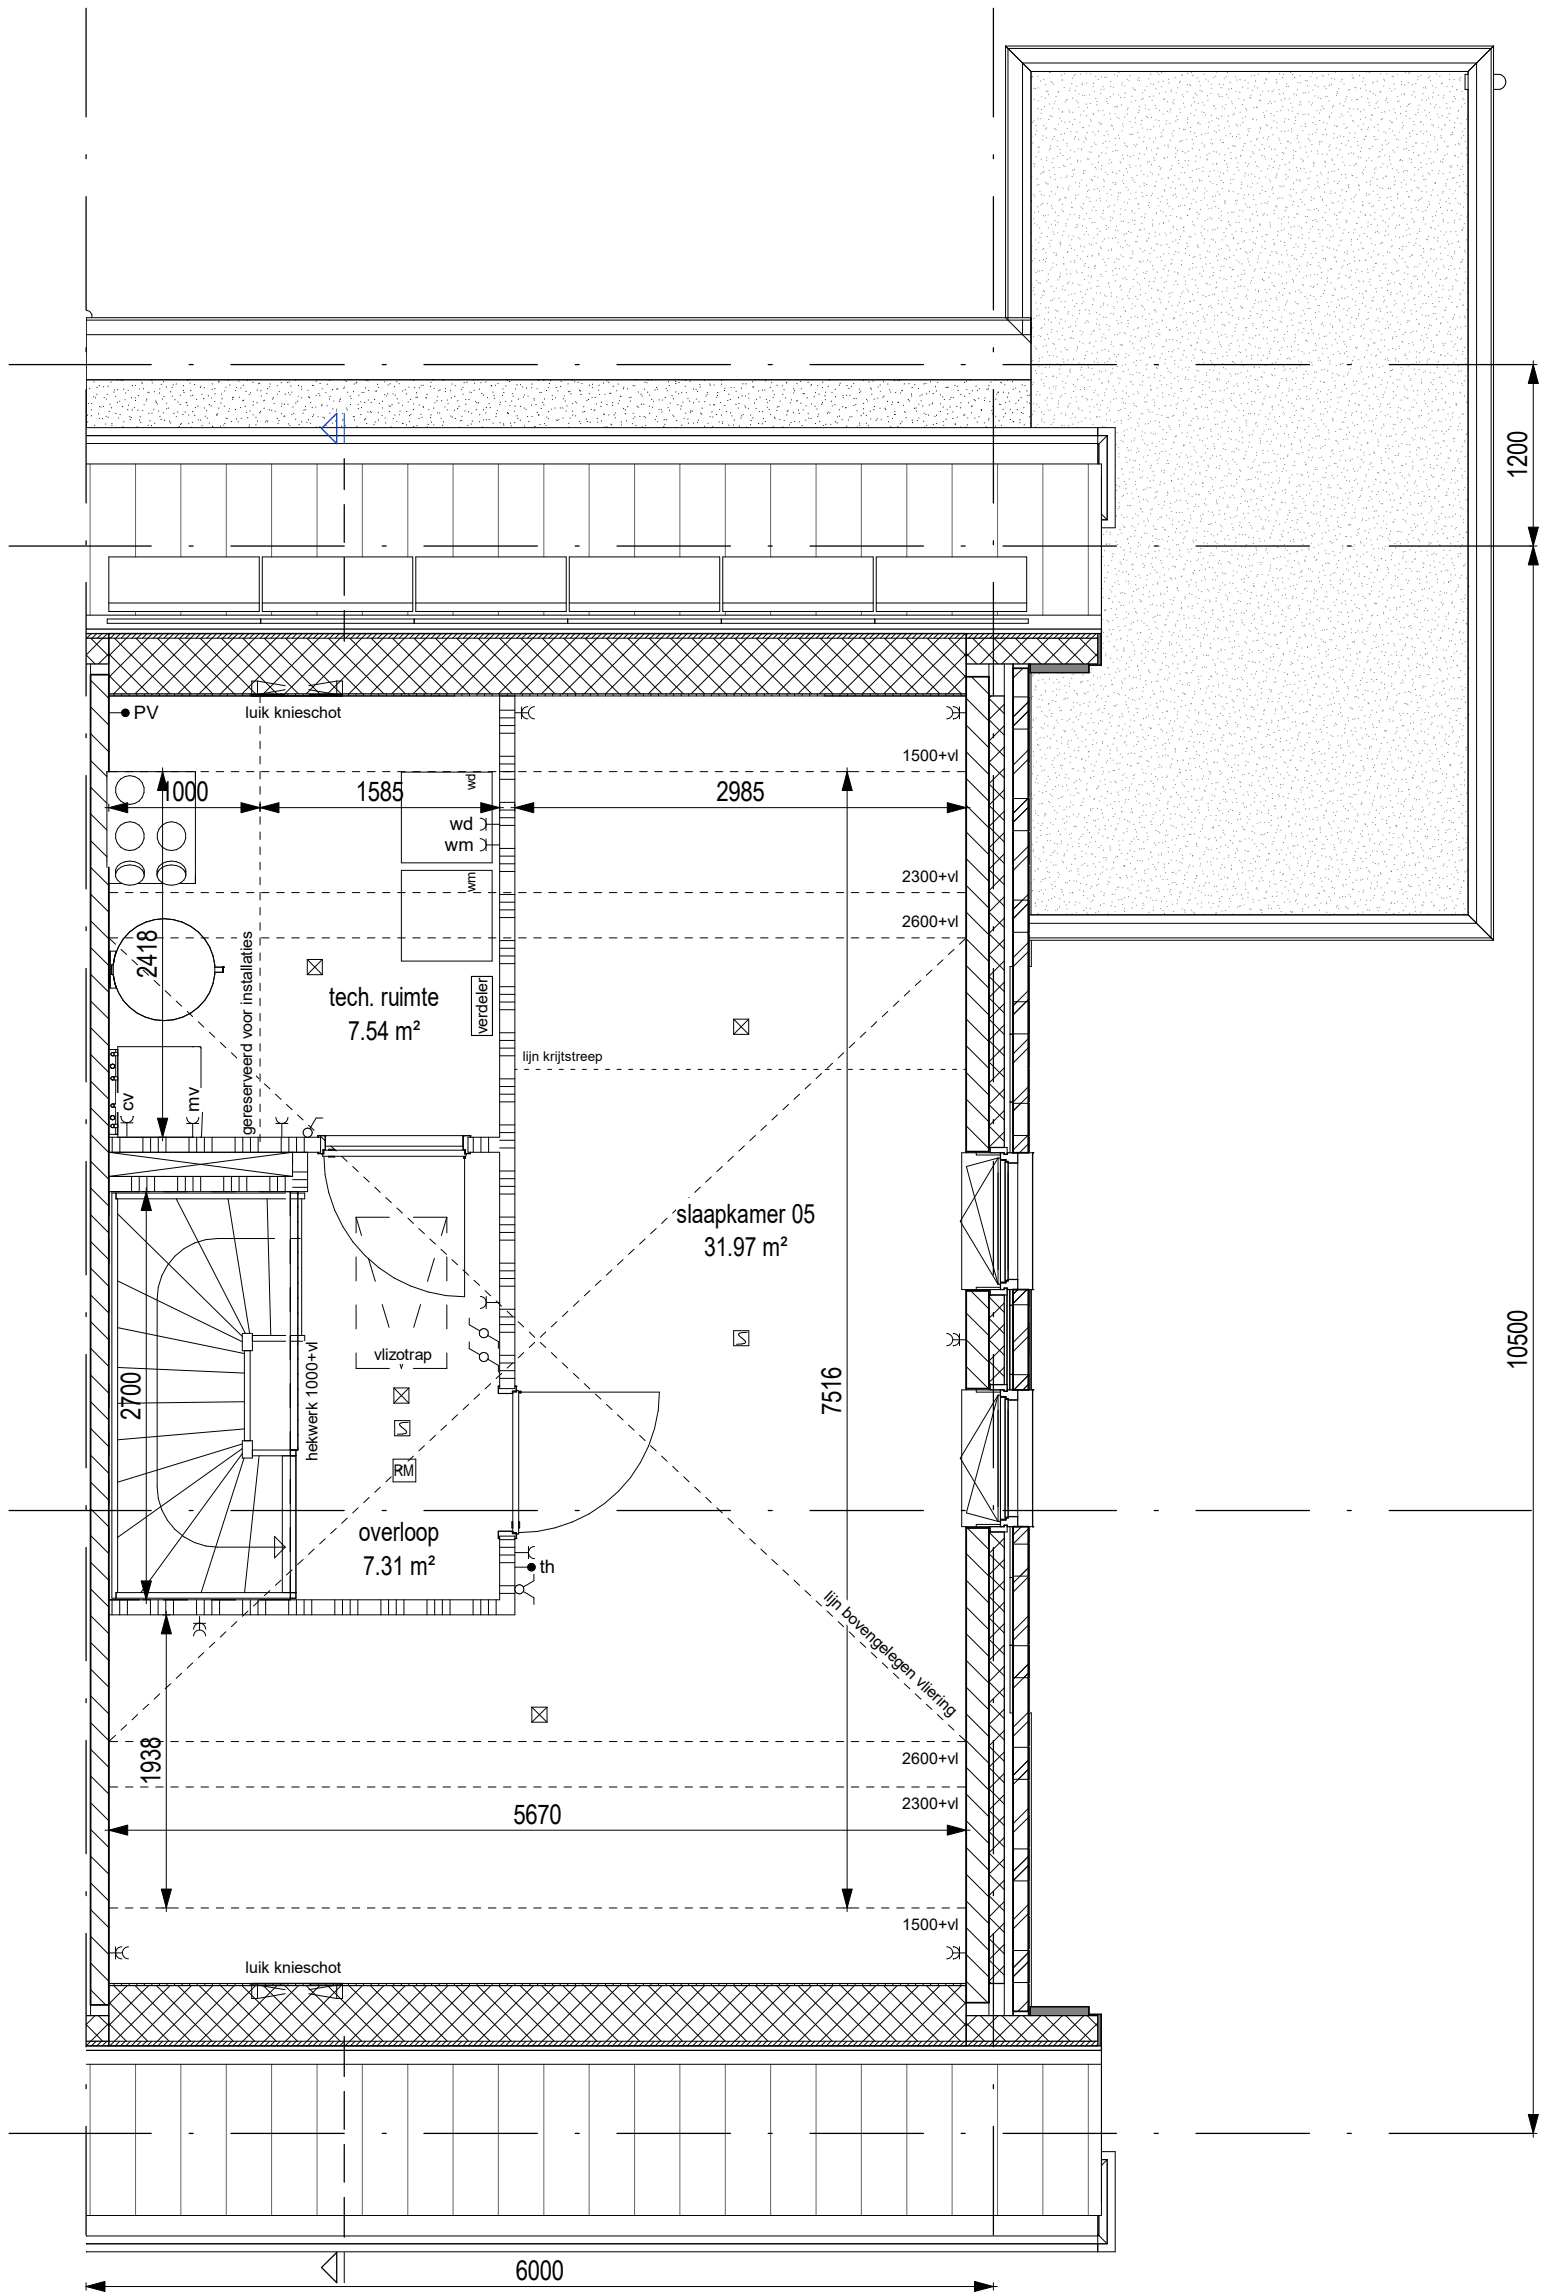 1200
PV
luik knieschot
1500+vl
1000
1585
2985
wd
wd
wm
wm
2300+vl
2600+vl
2418
gereserveerd voor installaties
tech. ruimte
7.54 m²
verdeler
lijn krijtstreep
cv
mv
slaapkamer 05
31.97 m²
vlizotrap
hekwerk 1000+vl
2700
7516
10500
RM
overloop
7.31 m²
th
lijn bovengelegen vliering
1938
2600+vl
2300+vl
5670
1500+vl
luik knieschot
6000